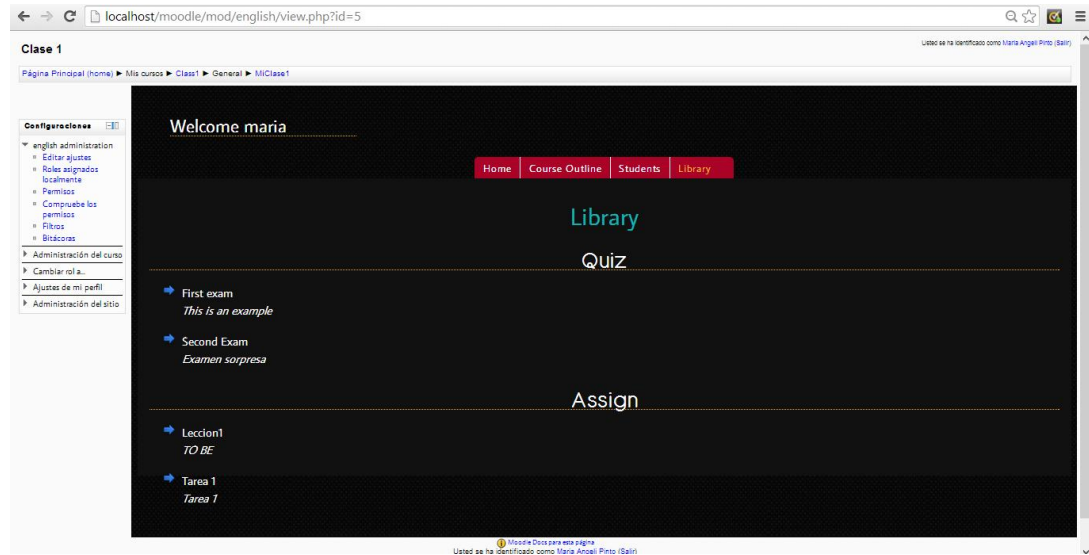 localhost/moodle/mod/english/view.php?id=5
Clase 1
Usted se ha identificado como Maria Angeli Pinto (Salir)
Página Principal (home) ► Mis cursos ► Class1 ► General ► MiClase1
Configuraciones
english administration
Editar ajustes
Roles asignados
localmente
Permisos
Compruebe los
permisos
Filtros
Bitácoras
Administración del curso
Cambiar rol a...
Ajustes de mi perfil
Administración del sitio
Welcome maria
Home Course Outline Students Library
Library
Quiz
First exam
This is an example
Second Exam
Examen sorpresa
Assign
Leccion1
TO BE
Tarea 1
Tarea 1
Moodle Docs para esta página
Usted se ha identificado como Maria Angeli Pinto (Salir)